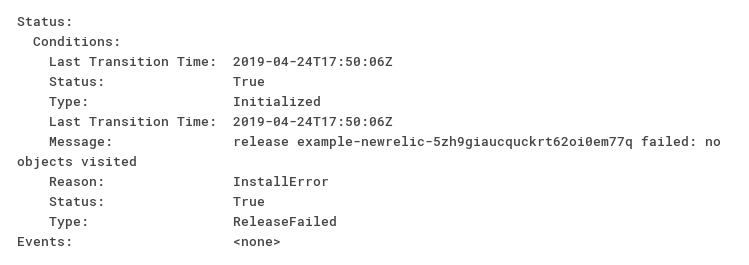 Status:
  Conditions:
    Last Transition Time:  2019-04-24T17:50:06Z
    Status:                True
    Type:                  Initialized
    Last Transition Time:  2019-04-24T17:50:06Z
    Message:               release example-newrelic-5zh9giaucquckrt62oi0em77q failed: no
objects visited
    Reason:                InstallError
    Status:                True
    Type:                  ReleaseFailed
Events:                    <none>